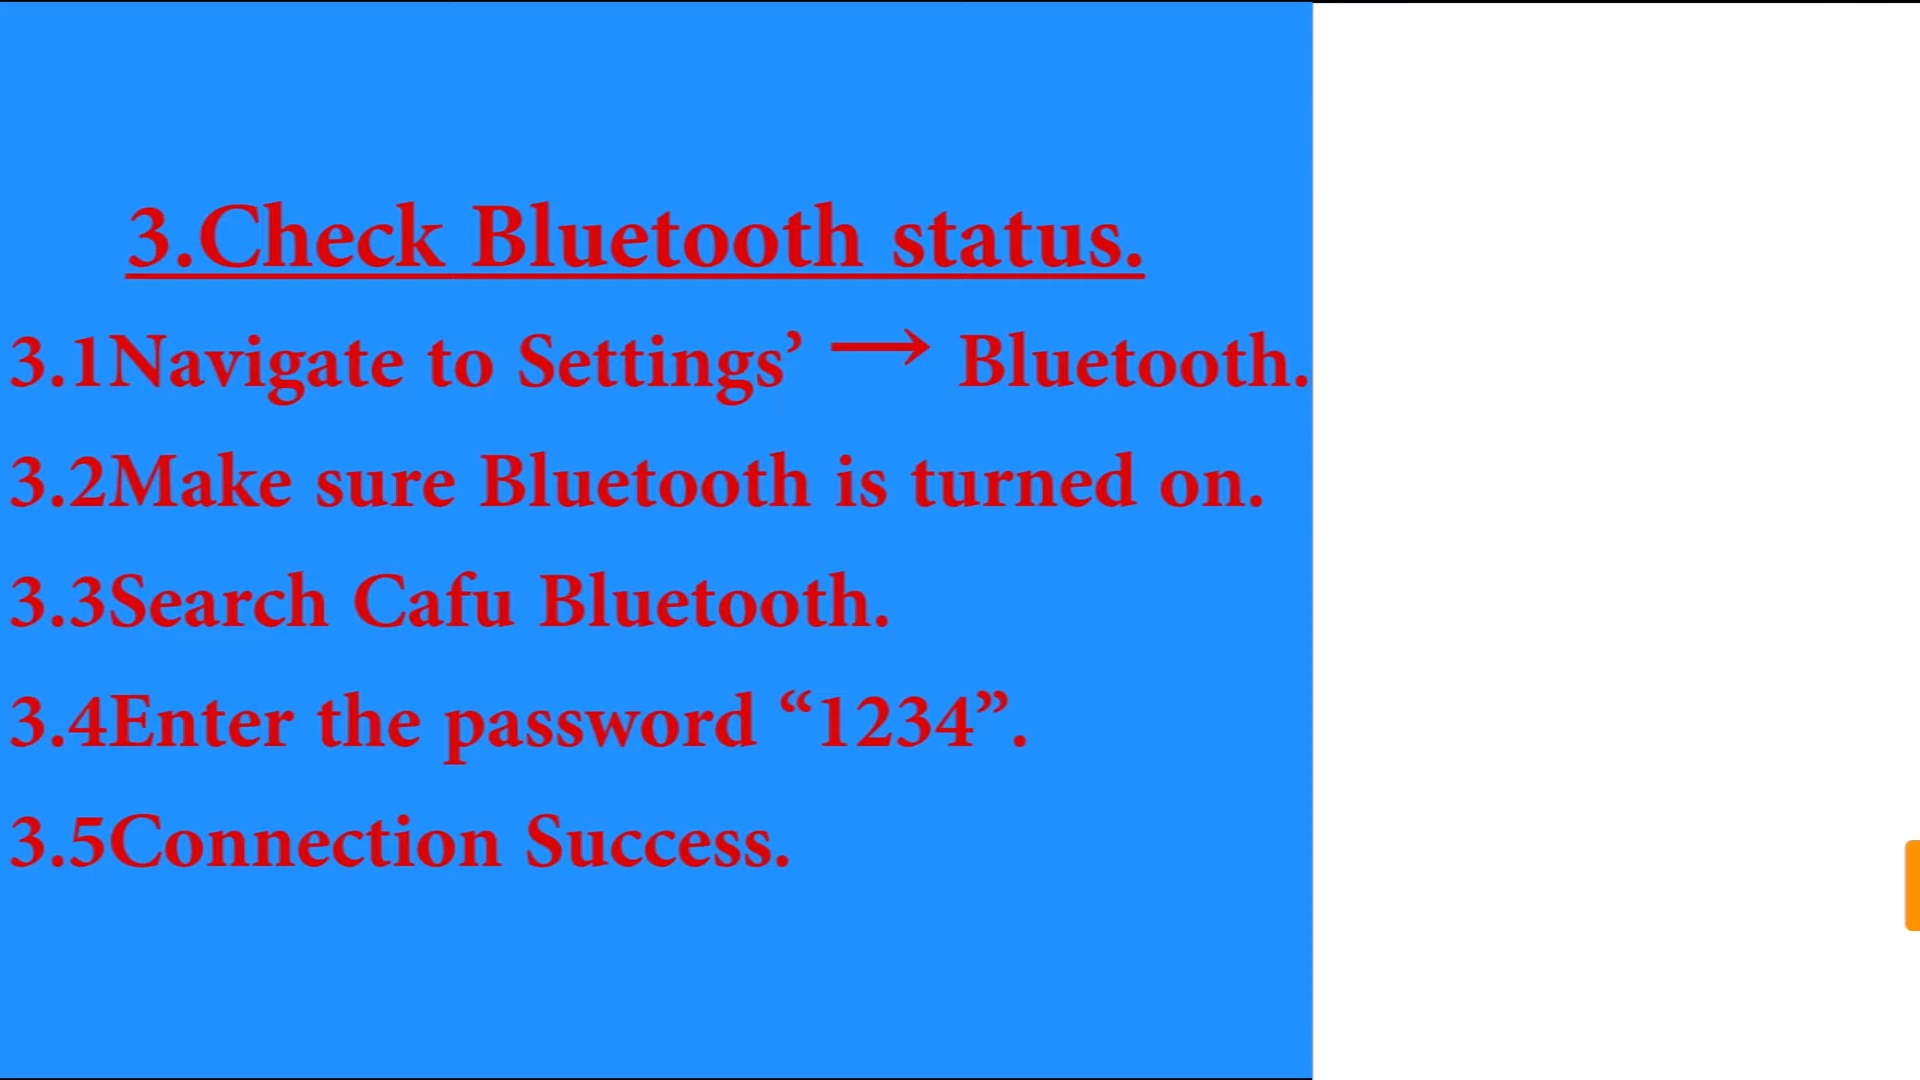 3.Check Bluetooth status.
3.1Navigate to Settings’ → Bluetooth.
3.2Make sure Bluetooth is turned on.
3.3Search Cafu Bluetooth.
3.4Enter the password “1234”.
3.5Connection Success.